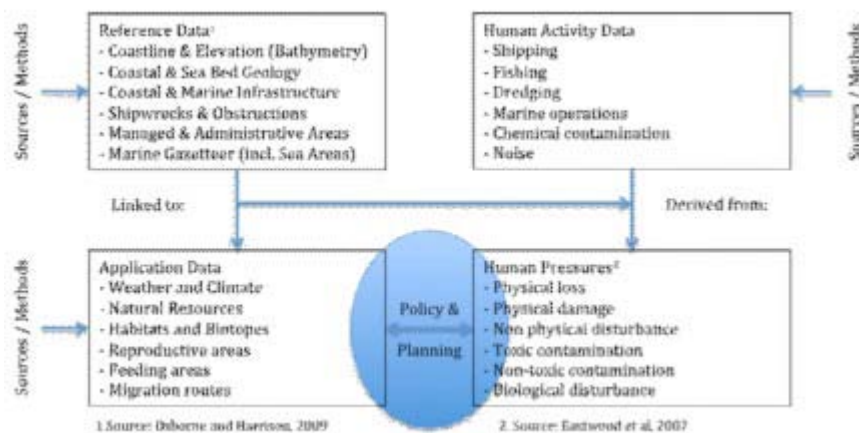 Sources / Methods
Reference Data¹
- Coastline & Elevation (Bathymetry)
- Coastal & Sea Bed Geology
- Coastal & Marine Infrastructure
- Shipwrecks & Obstructions
- Managed & Administrative Areas
- Marine Gazetteer (incl. Sea Areas)
Human Activity Data
- Shipping
- Fishing
- Dredging
- Marine operations
- Chemical contamination
- Noise
Sources / Methods
Linked to:
Derived from:
Sources / Methods
Application Data
- Weather and Climate
- Natural Resources
- Habitats and Biotopes
- Reproductive areas
- Feeding areas
- Migration routes
Policy &
Planning
Human Pressures²
- Physical loss
- Physical damage
- Non physical disturbance
- Toxic contamination
- Non-toxic contamination
- Biological disturbance
1 Source: Osborne and Harrison, 2009
2. Source: Eastwood et al, 2007